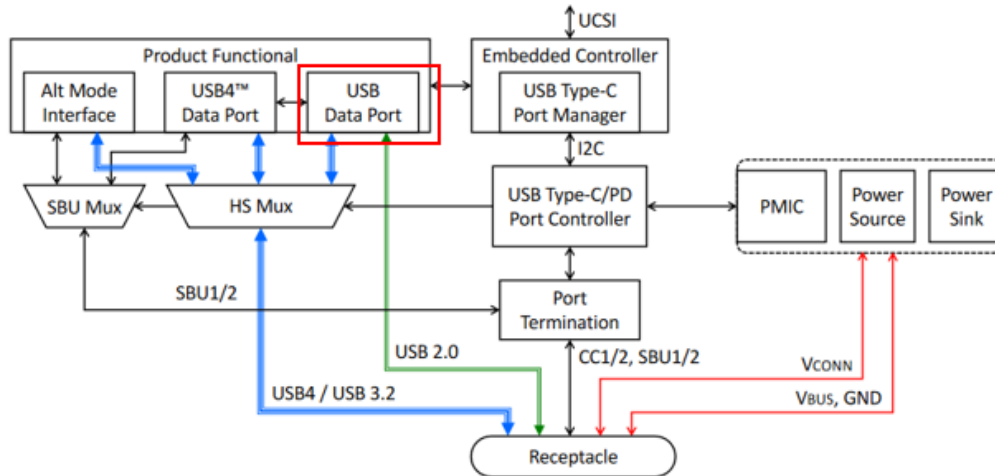 UCSI
Product Functional
Embedded Controller
Alt Mode
Interface
USB4™
Data Port
USB
Data Port
USB Type-C
Port Manager
I2C
SBU Mux
HS Mux
USB Type-C/PD
Port Controller
PMIC
Power
Source
Power
Sink
SBU1/2
Port
Termination
USB 2.0
CC1/2, SBU1/2
VCONN
USB4 / USB 3.2
VBUS, GND
Receptacle